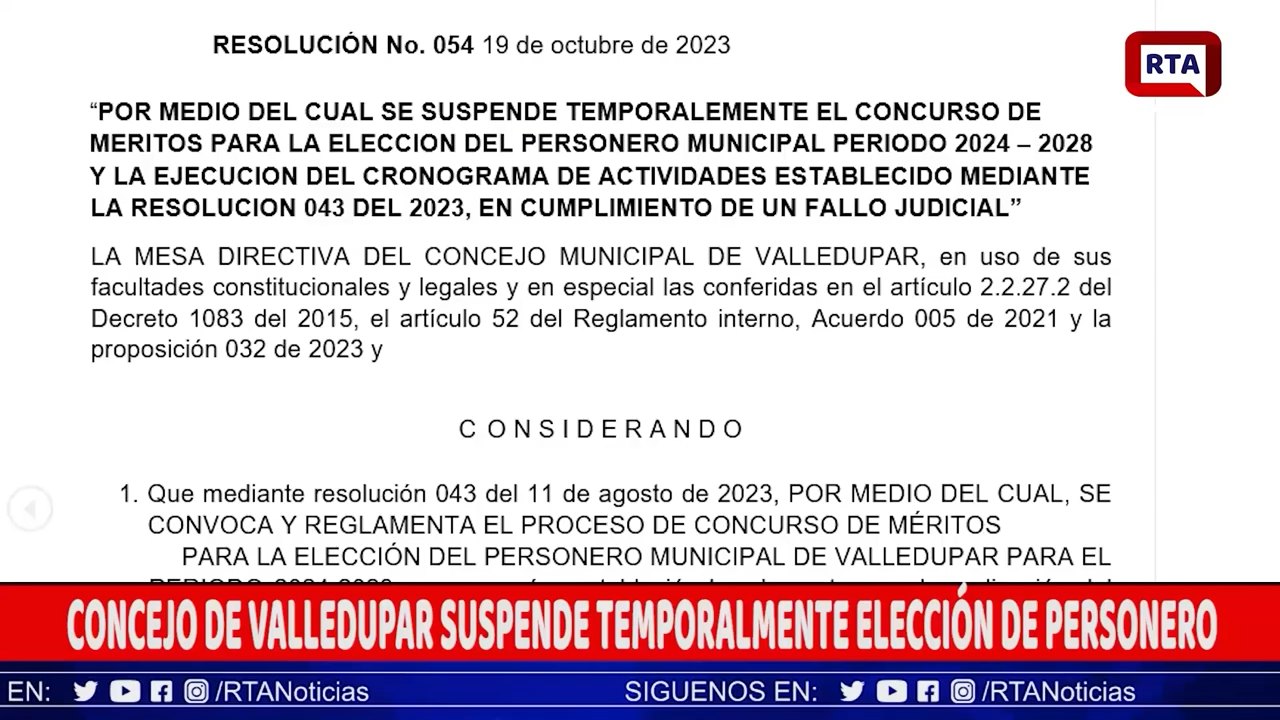 RESOLUCIÓN No. 054 19 de octubre de 2023
RTA
“POR MEDIO DEL CUAL SE SUSPENDE TEMPORALEMENTE EL CONCURSO DE
MERITOS PARA LA ELECCION DEL PERSONERO MUNICIPAL PERIODO 2024 – 2028
Y LA EJECUCION DEL CRONOGRAMA DE ACTIVIDADES ESTABLECIDO MEDIANTE
LA RESOLUCION 043 DEL 2023, EN CUMPLIMIENTO DE UN FALLO JUDICIAL”
LA MESA DIRECTIVA DEL CONCEJO MUNICIPAL DE VALLEDUPAR, en uso de sus
facultades constitucionales y legales y en especial las conferidas en el artículo 2.2.27.2 del
Decreto 1083 del 2015, el artículo 52 del Reglamento interno, Acuerdo 005 de 2021 y la
proposición 032 de 2023 y
C O N S I D E R A N D O
1. Que mediante resolución 043 del 11 de agosto de 2023, POR MEDIO DEL CUAL, SE
CONVOCA Y REGLAMENTA EL PROCESO DE CONCURSO DE MÉRITOS
PARA LA ELECCIÓN DEL PERSONERO MUNICIPAL DE VALLEDUPAR PARA EL
CONCEJO DE VALLEDUPAR SUSPENDE TEMPORALMENTE ELECCIÓN DE PERSONERO
EN: /RTANoticias SIGUENOS EN: /RTANoticias